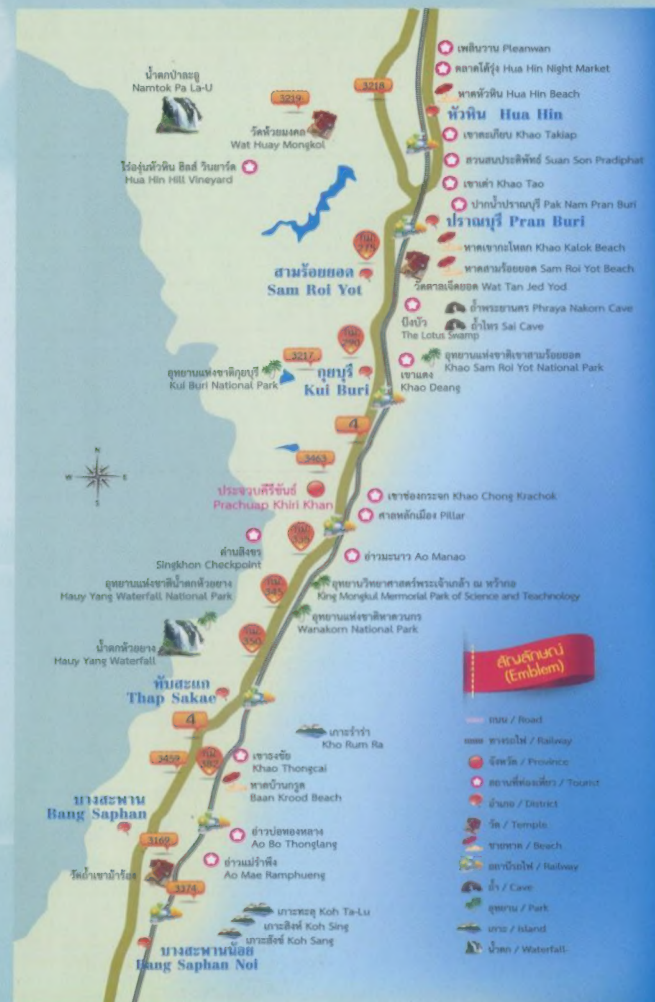 เพลินวาน Pleanwan
ตลาดโต้รุ่ง Hua Hin Night Market
หาดหัวหิน Hua Hin Beach
หัวหิน Hua Hin
น้ำตกป่าละอู
Namtok Pa La-U
3219
3218
วัดห้วยมงคล
Wat Huay Mongkol
เขาตะเกียบ Khao Takiap
สวนสนประดิพัทธ์ Suan Son Pradiphat
ไร่องุ่นหัวหิน ฮิลส์ วินยาร์ด
Hua Hin Hill Vineyard
เขาเต่า Khao Tao
ปากน้ำปราณบุรี Pak Nam Pran Buri
ปราณบุรี Pran Buri
กม.
275
หาดเขากะโหลก Khao Kalok Beach
หาดสามร้อยยอด Sam Roi Yot Beach
สามร้อยยอด
Sam Roi Yot
วัดตาลเจ็ดยอด Wat Tan Jed Yod
ถ้ำพระยานคร Phraya Nakorn Cave
บึงบัว
The Lotus Swamp
ถ้ำไทร Sai Cave
กม.
290
3217
อุทยานแห่งชาติเขาสามร้อยยอด
Khao Sam Roi Yot National Park
อุทยานแห่งชาติกุยบุรี
Kui Buri National Park
กุยบุรี
Kui Buri
เขาแดง
Khao Deang
4
3463
N
W
E
S
ประจวบคีรีขันธ์
Prachuap Khiri Khan
เขาช่องกระจก Khao Chong Krachok
ศาลหลักเมือง Pillar
กม.
335
ด่านสิงขร
Singkhon Checkpoint
อ่าวมะนาว Ao Manao
อุทยานแห่งชาติน้ำตกห้วยยาง
Hauy Yang Waterfall National Park
กม.
345
อุทยานวิทยาศาสตร์พระเจ้าเกล้า ณ หว้ากอ
King Mongkul Mermorial Park of Science and Teachnology
อุทยานแห่งชาติหาดวนกร
Wanakorn National Park
กม.
350
น้ำตกห้วยยาง
Hauy Yang Waterfall
สัญลักษณ์
(Emblem)
ทับสะแก
Thap Sakae
4
เกาะรำร่า
Kho Rum Ra
3459
กม.
382
เขาธงชัย
Khao Thongcai
หาดบ้านกรูด
Baan Krood Beach
บางสะพาน
Bang Saphan
อ่าวบ่อทองหลาง
Ao Bo Thonglang
3169
อ่าวแม่รำพึง
Ao Mae Ramphueng
วัดถ้ำเขาม้าร้อง
3374
เกาะทะลุ Koh Ta-Lu
เกาะสิงห์ Koh Sing
เกาะสังข์ Koh Sang
บางสะพานน้อย
Bang Saphan Noi
ถนน / Road
ทางรถไฟ / Railway
จังหวัด / Province
สถานที่ท่องเที่ยว / Tourist
อำเภอ / District
วัด / Temple
ชายหาด / Beach
สถานีรถไฟ / Railway
ถ้ำ / Cave
อุทยาน / Park
เกาะ / island
น้ำตก / Waterfall